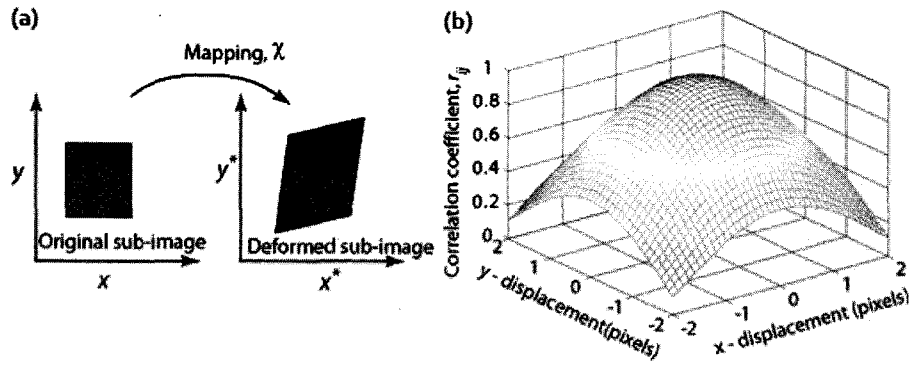 (a)
Mapping, χ
y
Original sub-image
x
y*
Deformed sub-image
x*
(b)
Correlation coefficient, rij
1
0.8
0.6
0.4
0.2
0
2
1
0
-1
-2
y - displacement(pixels)
-2
-1
0
1
2
x - displacement (pixels)